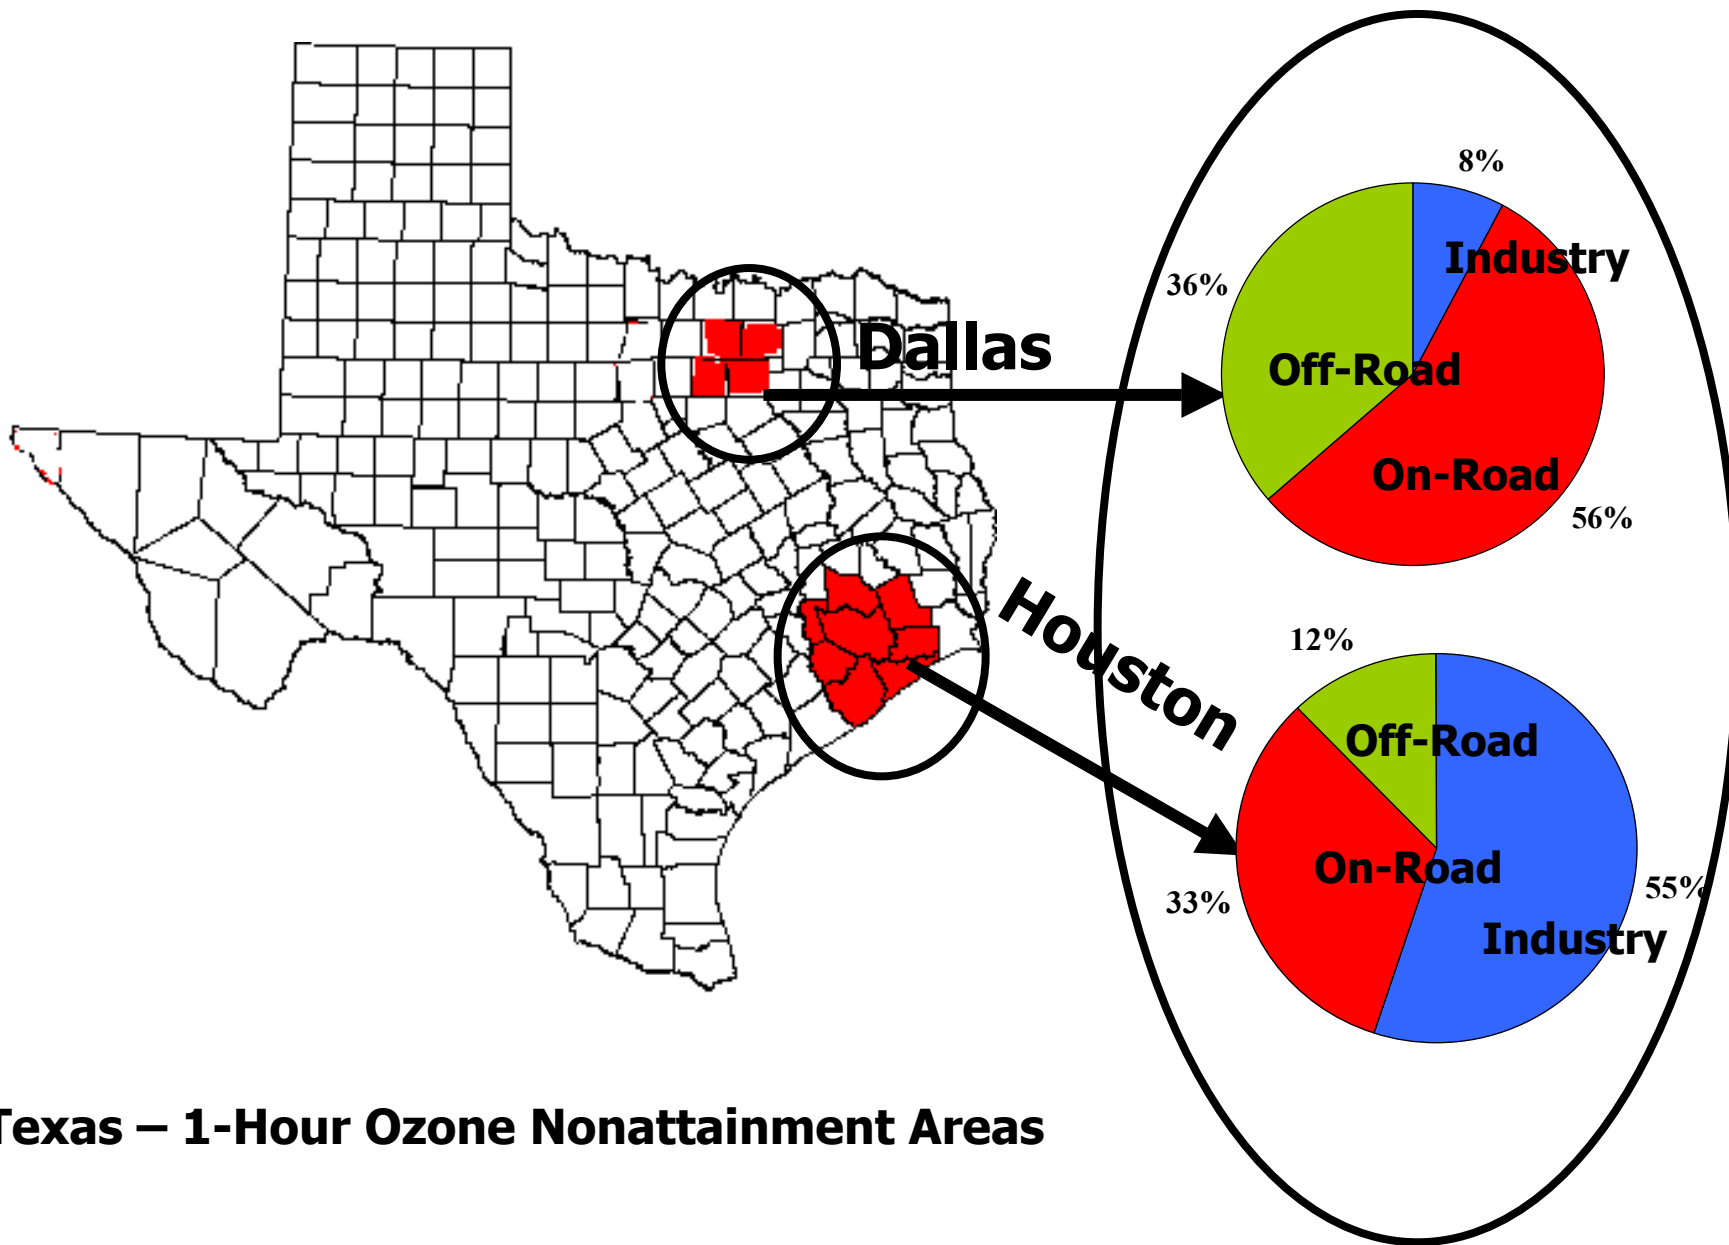 8%
Industry
36%
Dallas
Off-Road
On-Road
56%
Houston
12%
Off-Road
On-Road
33%
55%
Industry
Texas – 1-Hour Ozone Nonattainment Areas